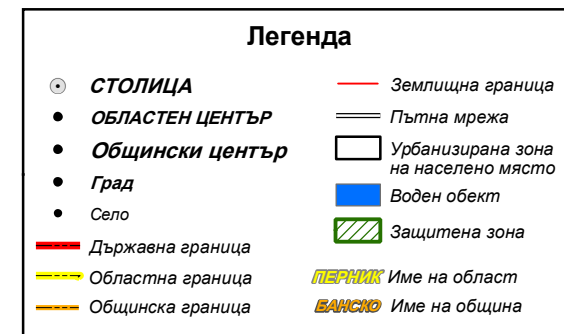 Легенда
СТОЛИЦА
ОБЛАСТЕН ЦЕНТЪР
Общински център
Град
Село
Държавна граница
Областна граница
Общинска граница
Землищна граница
Пътна мрежа
Урбанизирана зона
на населено място
Воден обект
Защитена зона
ПЕРНИК Име на област
БАНСКО Име на община